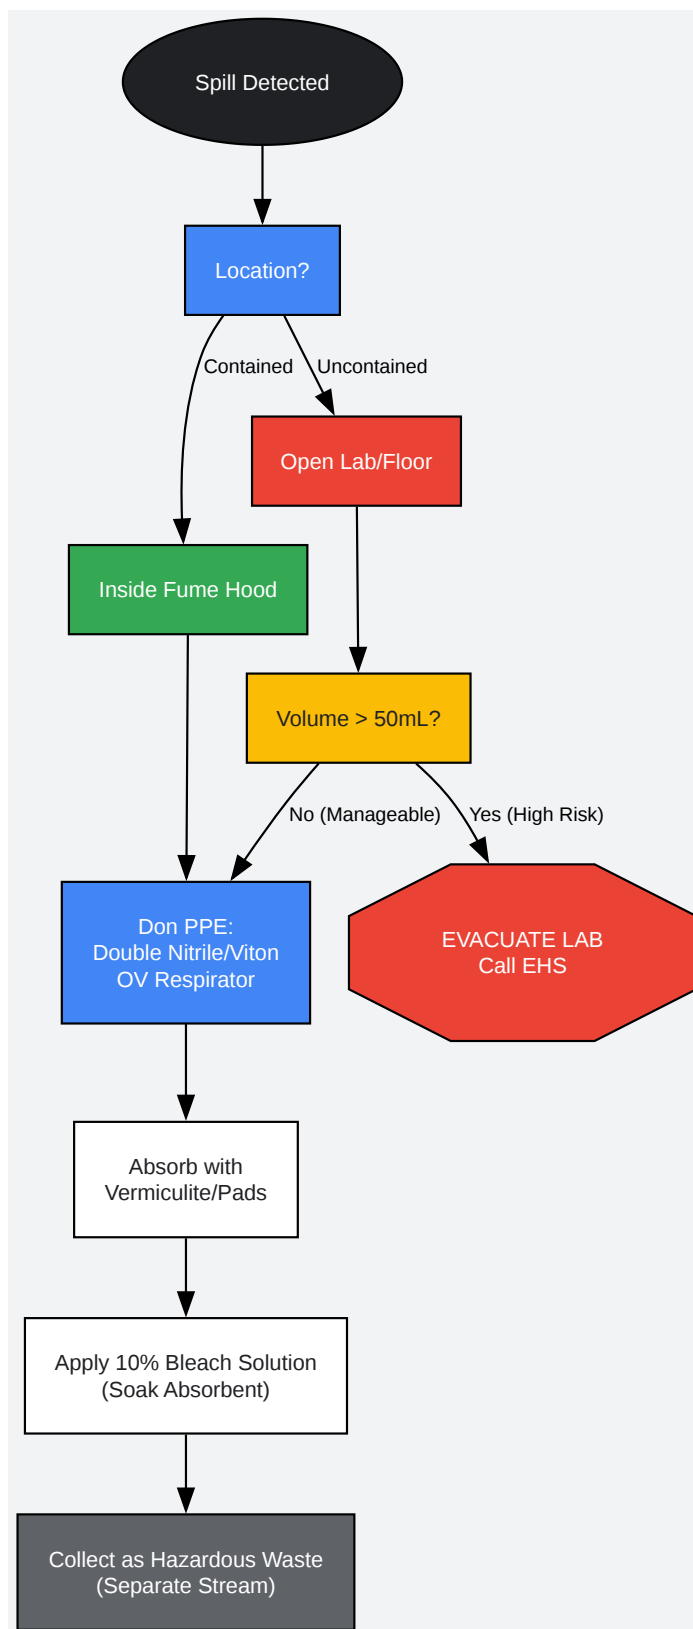 Spill Detected
Location?
Contained
Uncontained
Open Lab/Floor
Inside Fume Hood
Volume > 50mL?
No (Manageable)
Yes (High Risk)
Don PPE:
Double Nitrile/Viton
OV Respirator
EVACUATE LAB
Call EHS
Absorb with
Vermiculite/Pads
Apply 10% Bleach Solution
(Soak Absorbent)
Collect as Hazardous Waste
(Separate Stream)